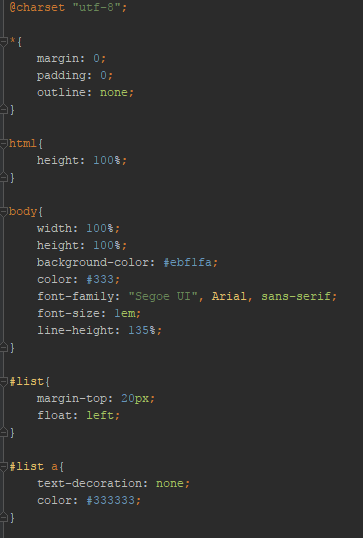 @charset "utf-8";
*{
margin: 0;
padding: 0;
outline: none;
}
html{
height: 100%;
}
body{
width: 100%;
height: 100%;
background-color: #ebf1fa;
color: #333;
font-family: "Segoe UI", Arial, sans-serif;
font-size: 1em;
line-height: 135%;
}
#list{
margin-top: 20px;
float: left;
}
#list a{
text-decoration: none;
color: #333333;
}